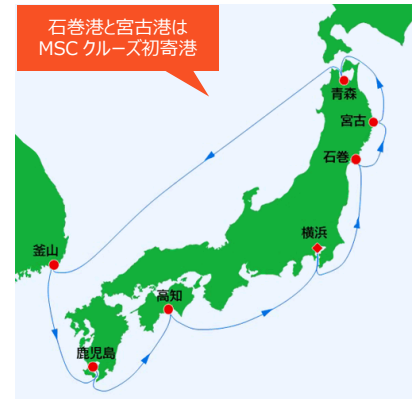 石巻港と宮古港は
MSC クルーズ初寄港
青森
宮古
石巻
横浜
釜山
高知
鹿児島